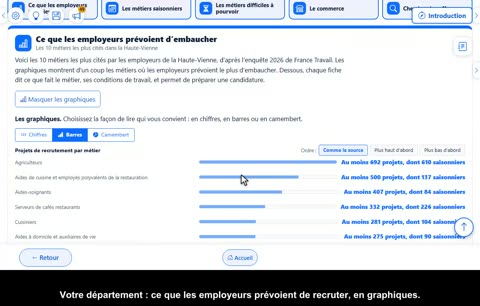 Ce que les employeurs
Les métiers saisonniers
Les métiers difficiles à
pourvoir
Le commerce
Introduction
Ce que les employeurs prévoient d'embaucher
Les 10 métiers les plus cités dans la Haute-Vienne
Voici les 10 métiers les plus cités par les employeurs de la Haute-Vienne, d'après l'enquête 2026 de France Travail. Les
graphiques montrent d'un coup les métiers où les employeurs prévoient le plus d'embaucher. Dessous, chaque fiche
dit ce que fait le métier, ses conditions de travail, et permet de préparer une candidature.
Masquer les graphiques
Les graphiques. Choisissez la façon de lire qui vous convient : en chiffres, en barres ou en camembert.
Chiffres
Barres
Camembert
Projets de recrutement par métier
Ordre : Comme la source Plus haut d'abord Plus bas d'abord
Agriculteurs
Au moins 692 projets, dont 610 saisonniers
Aides de cuisine et employés polyvalents de la restauration
Au moins 500 projets, dont 137 saisonniers
Aides-soignants
Au moins 407 projets, dont 84 saisonniers
Serveurs de cafés restaurants
Au moins 332 projets, dont 226 saisonniers
Cuisiniers
Au moins 281 projets, dont 104 saisonniers
Aides à domicile et auxiliaires de vie
Au moins 275 projets, dont 90 saisonniers
← Retour
Accueil
Votre département : ce que les employeurs prévoient de recruter, en graphiques.